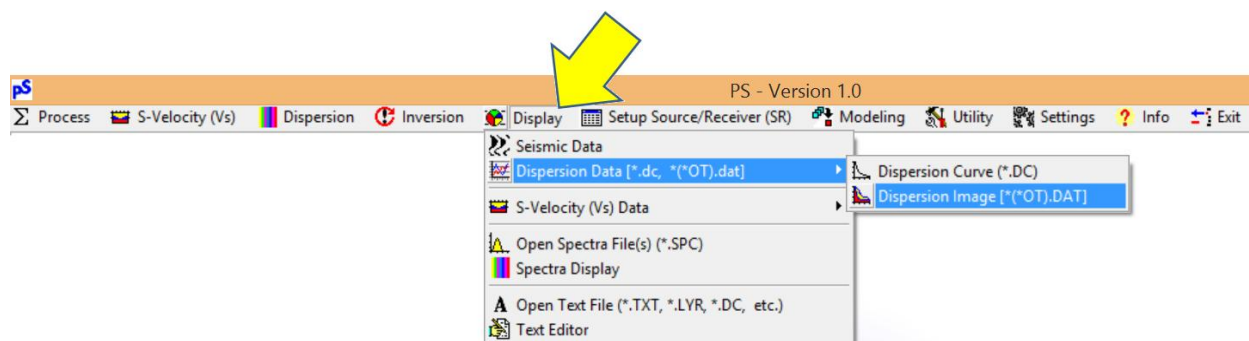 pS
PS - Version 1.0
Process S-Velocity (Vs) Dispersion Inversion Display Setup Source/Receiver (SR) Modeling Utility Settings Info Exit
Seismic Data
Dispersion Data [*.dc, *(*OT).dat]
Dispersion Curve (*.DC)
Dispersion Image [*(*OT).DAT]
S-Velocity (Vs) Data
Open Spectra File(s) (*.SPC)
Spectra Display
Open Text File (*.TXT, *.LYR, *.DC, etc.)
Text Editor